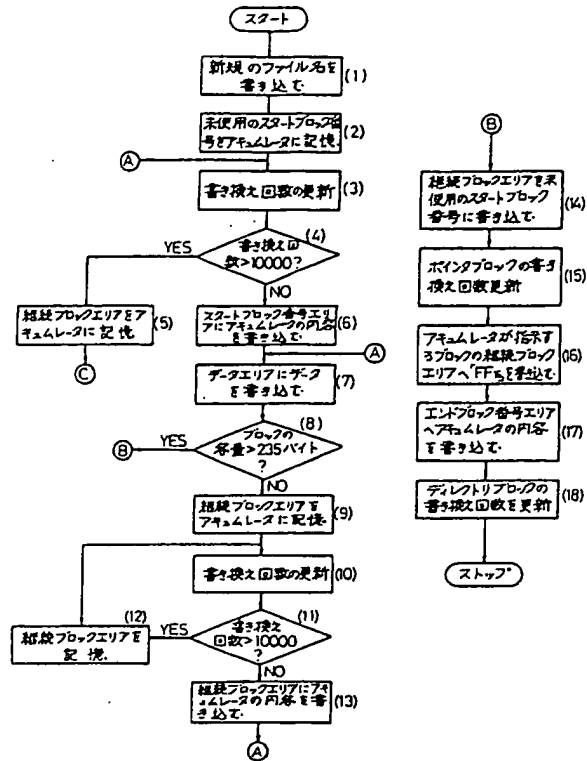 スタート
新規のファイル名を
書き込む.
(1)
未使用のスタートブロック番
号をアキュムレータに記憶.
(2)
A
書き換え回数の更新
(3)
(4)
書き換え回
数>10000?
YES
NO
継続ブロックエリアをア
キュムレータに記憶.
(5)
C
スタートブロック番号エリ
アにアキュムレータの内容
を書き込む.
(6)
A
データエリアにデータ
を書き込む.
(7)
(8)
ブロックの
容量>235バイト
?
YES
B
NO
継続ブロックエリアを
アキュムレータに記憶.
(9)
書き換え回数の更新
(10)
(11)
書き換え
回数>10000
?
YES
(12)
継続ブロックエリアを
記憶.
NO
継続ブロックエリアにアキ
ュムレータの内容を書
き込む.
(13)
A
B
継続ブロックエリアを未
使用のスタートブロック
番号に書き込む.
(14)
ポインタブロックの書き
換え回数更新
(15)
アキュムレータが指示す
るブロックの継続ブロック
エリアへ「FF」を書き込む.
(16)
エンドブロック番号エリア
へアキュムレータの内容
を書き込む.
(17)
ディレクトリブロックの
書き換え回数を更新
(18)
ストップ